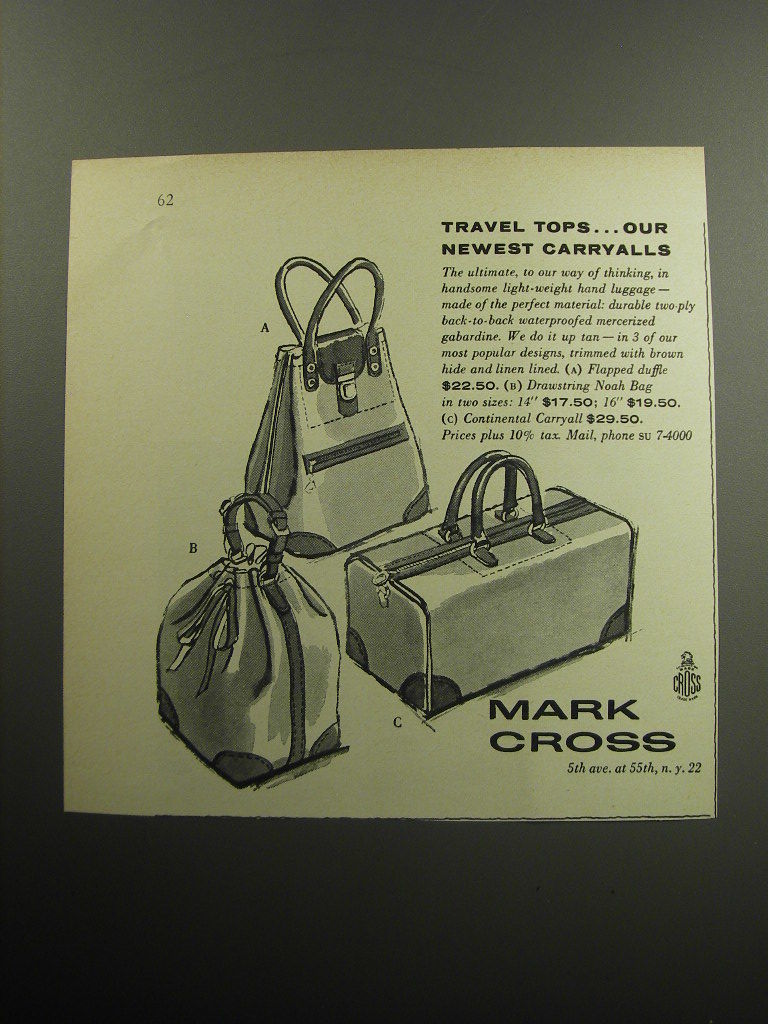 62
TRAVEL TOPS...OUR
NEWEST CARRYALLS
The ultimate, to our way of thinking, in
handsome light-weight hand luggage —
made of the perfect material: durable two-ply
back-to-back waterproofed mercerized
gabardine. We do it up tan — in 3 of our
most popular designs, trimmed with brown
hide and linen lined. (A) Flapped duffle
$22.50. (B) Drawstring Noah Bag
in two sizes: 14" $17.50; 16" $19.50.
(C) Continental Carryall $29.50.
Prices plus 10% tax. Mail, phone SU 7-4000
A
B
C
MARK
CROSS
TRADE MARK
MARK
CROSS
5th ave. at 55th, n. y. 22